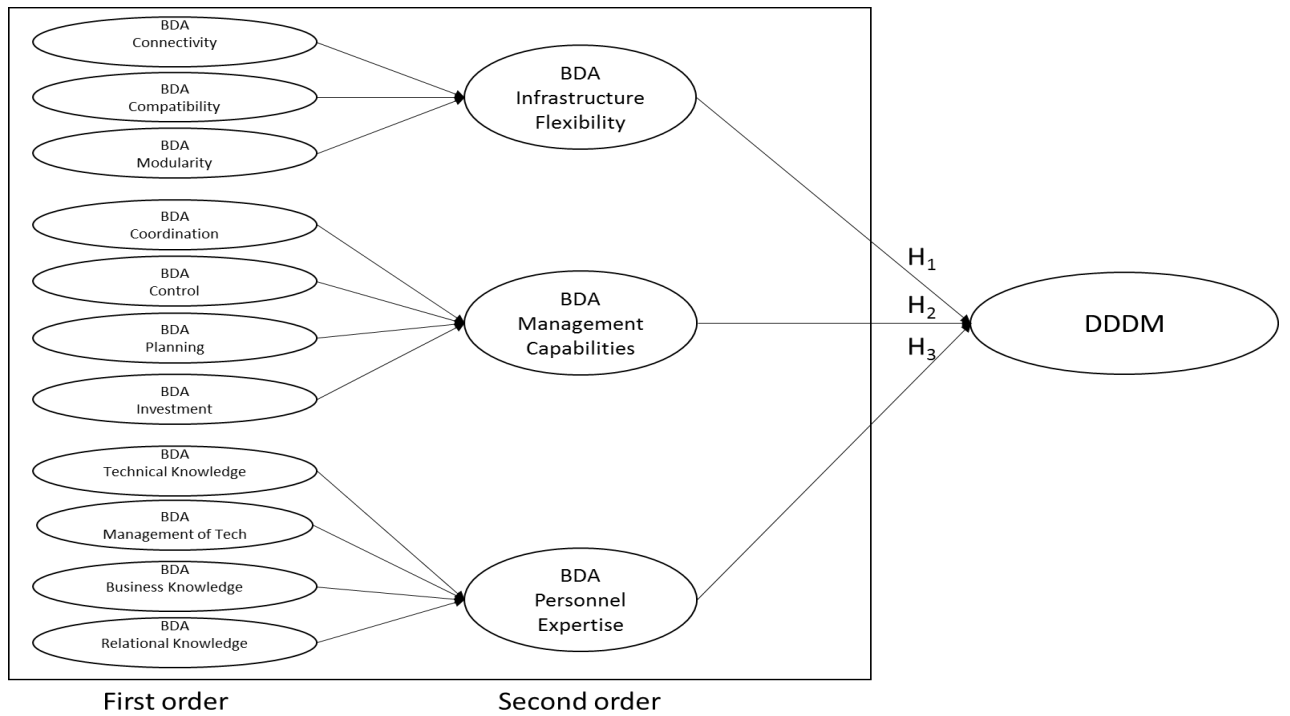 BDA
Connectivity
BDA
Compatibility
BDA
Modularity
BDA
Coordination
BDA
Control
BDA
Planning
BDA
Investment
BDA
Technical Knowledge
BDA
Management of Tech
BDA
Business Knowledge
BDA
Relational Knowledge
BDA
Infrastructure
Flexibility
BDA
Management
Capabilities
BDA
Personnel
Expertise
H₁
H₂
H₃
DDDM
First order
Second order